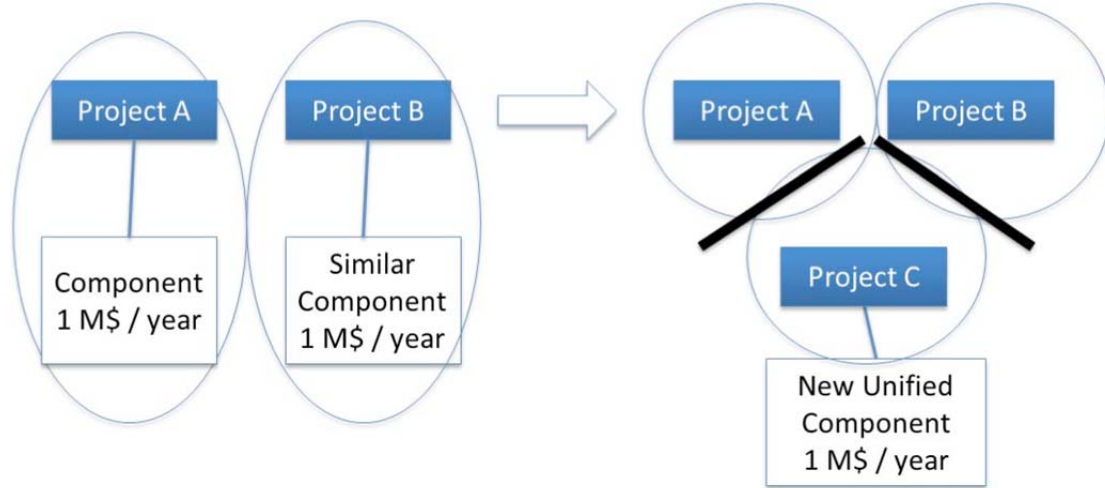 Project A
Project B
Component
1 M$ / year
Similar
Component
1 M$ / year
Project A
Project B
Project C
New Unified
Component
1 M$ / year